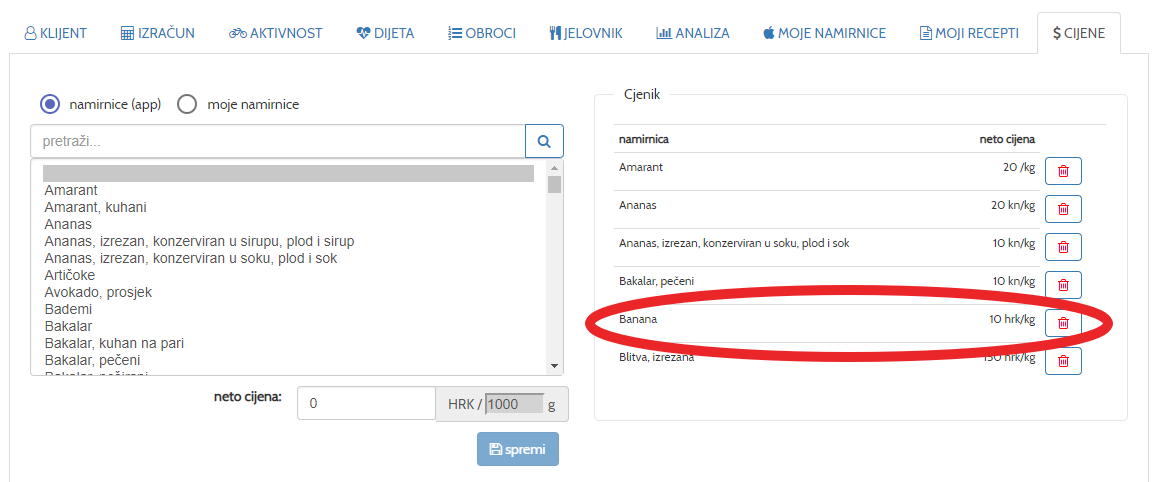 KLIJENT IZRAČUN AKTIVNOST DIJETA OBROCI JELOVNIK ANALIZA MOJE NAMIRNICE MOJI RECEPTI $ CIJENE
namirnice (app) moje namirnice
pretraži...
Amarant
Amarant, kuhani
Ananas
Ananas, izrezan, konzerviran u sirupu, plod i sirup
Ananas, izrezan, konzerviran u soku, plod i sok
Artičoke
Avokado, prosjek
Bademi
Bakalar
Bakalar, kuhan na pari
Bakalar, pečeni
neto cijena: 0 HRK / 1000 g
spremi
Cjenik
namirnica neto cijena
Amarant 20 /kg
Ananas 20 kn/kg
Ananas, izrezan, konzerviran u soku, plod i sok 10 kn/kg
Bakalar, pečeni 10 kn/kg
Banana 10 hrk/kg
Blitva, izrezana 150 hrk/kg